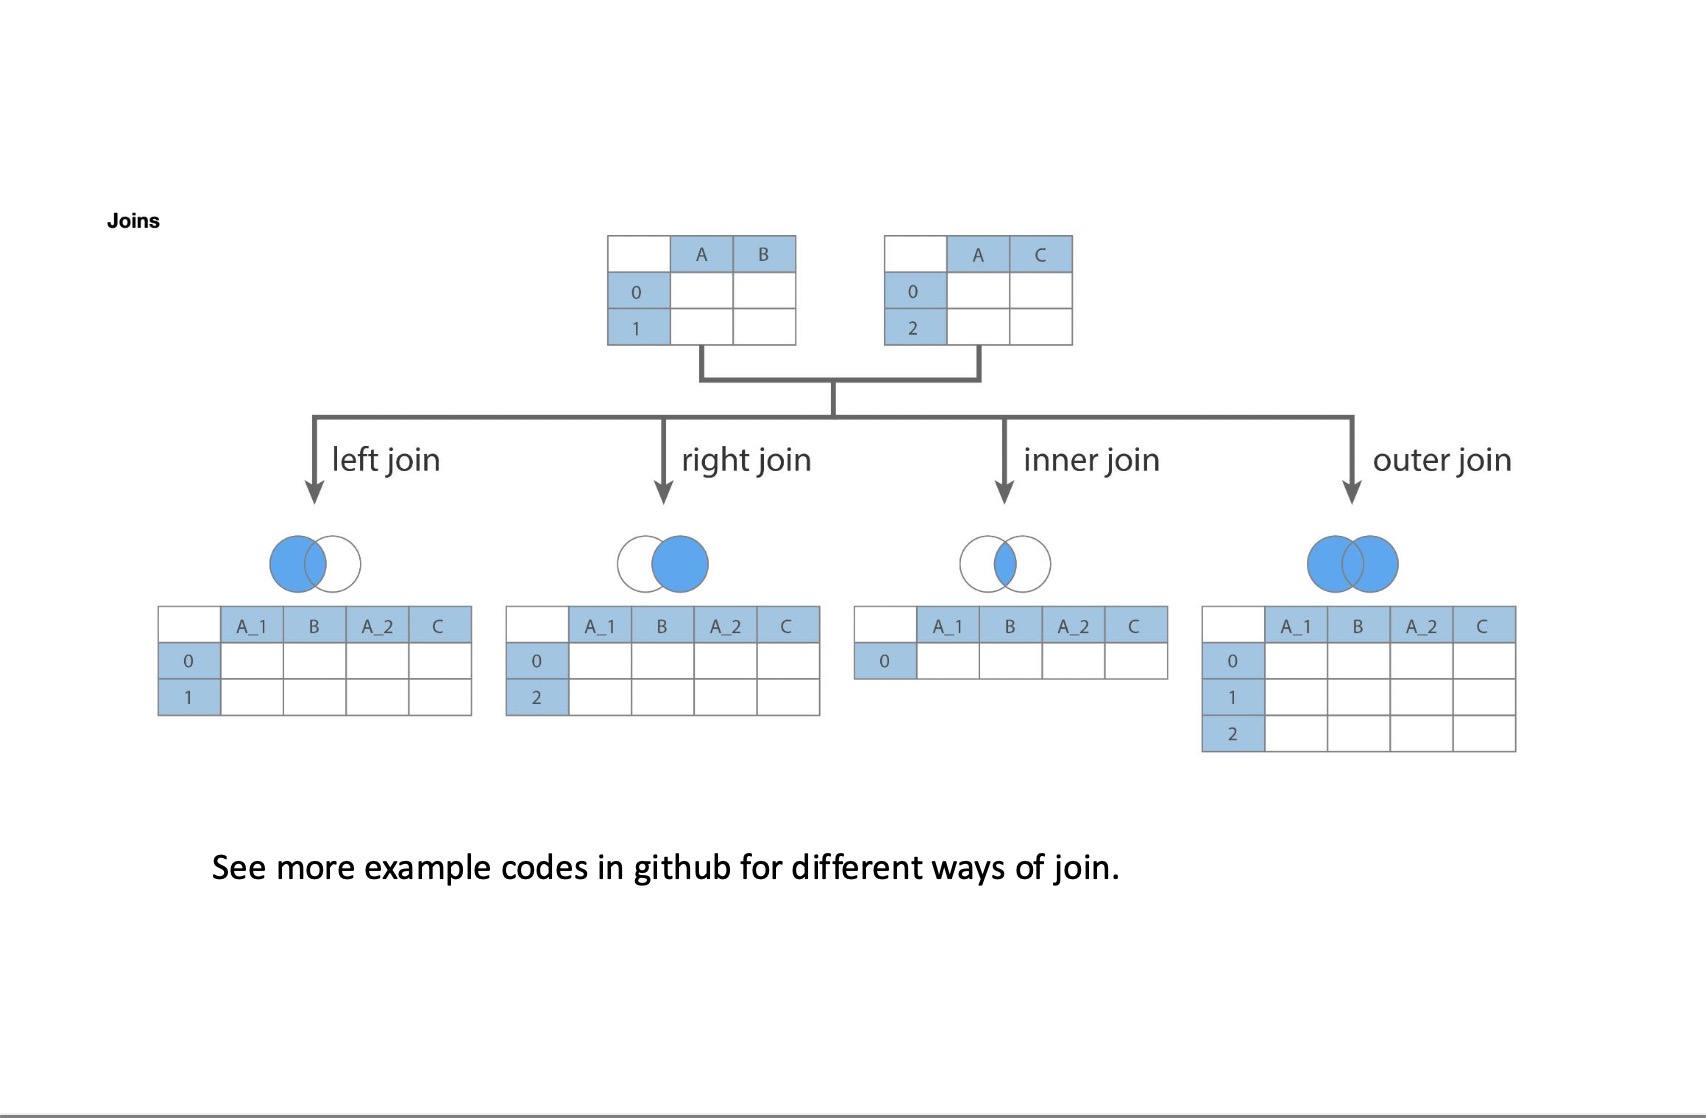 Joins
A B
0
1
A C
0
2
left join
right join
inner join
outer join
A_1 B A_2 C
0
1
A_1 B A_2 C
0
2
A_1 B A_2 C
0
A_1 B A_2 C
0
1
2
See more example codes in github for different ways of join.